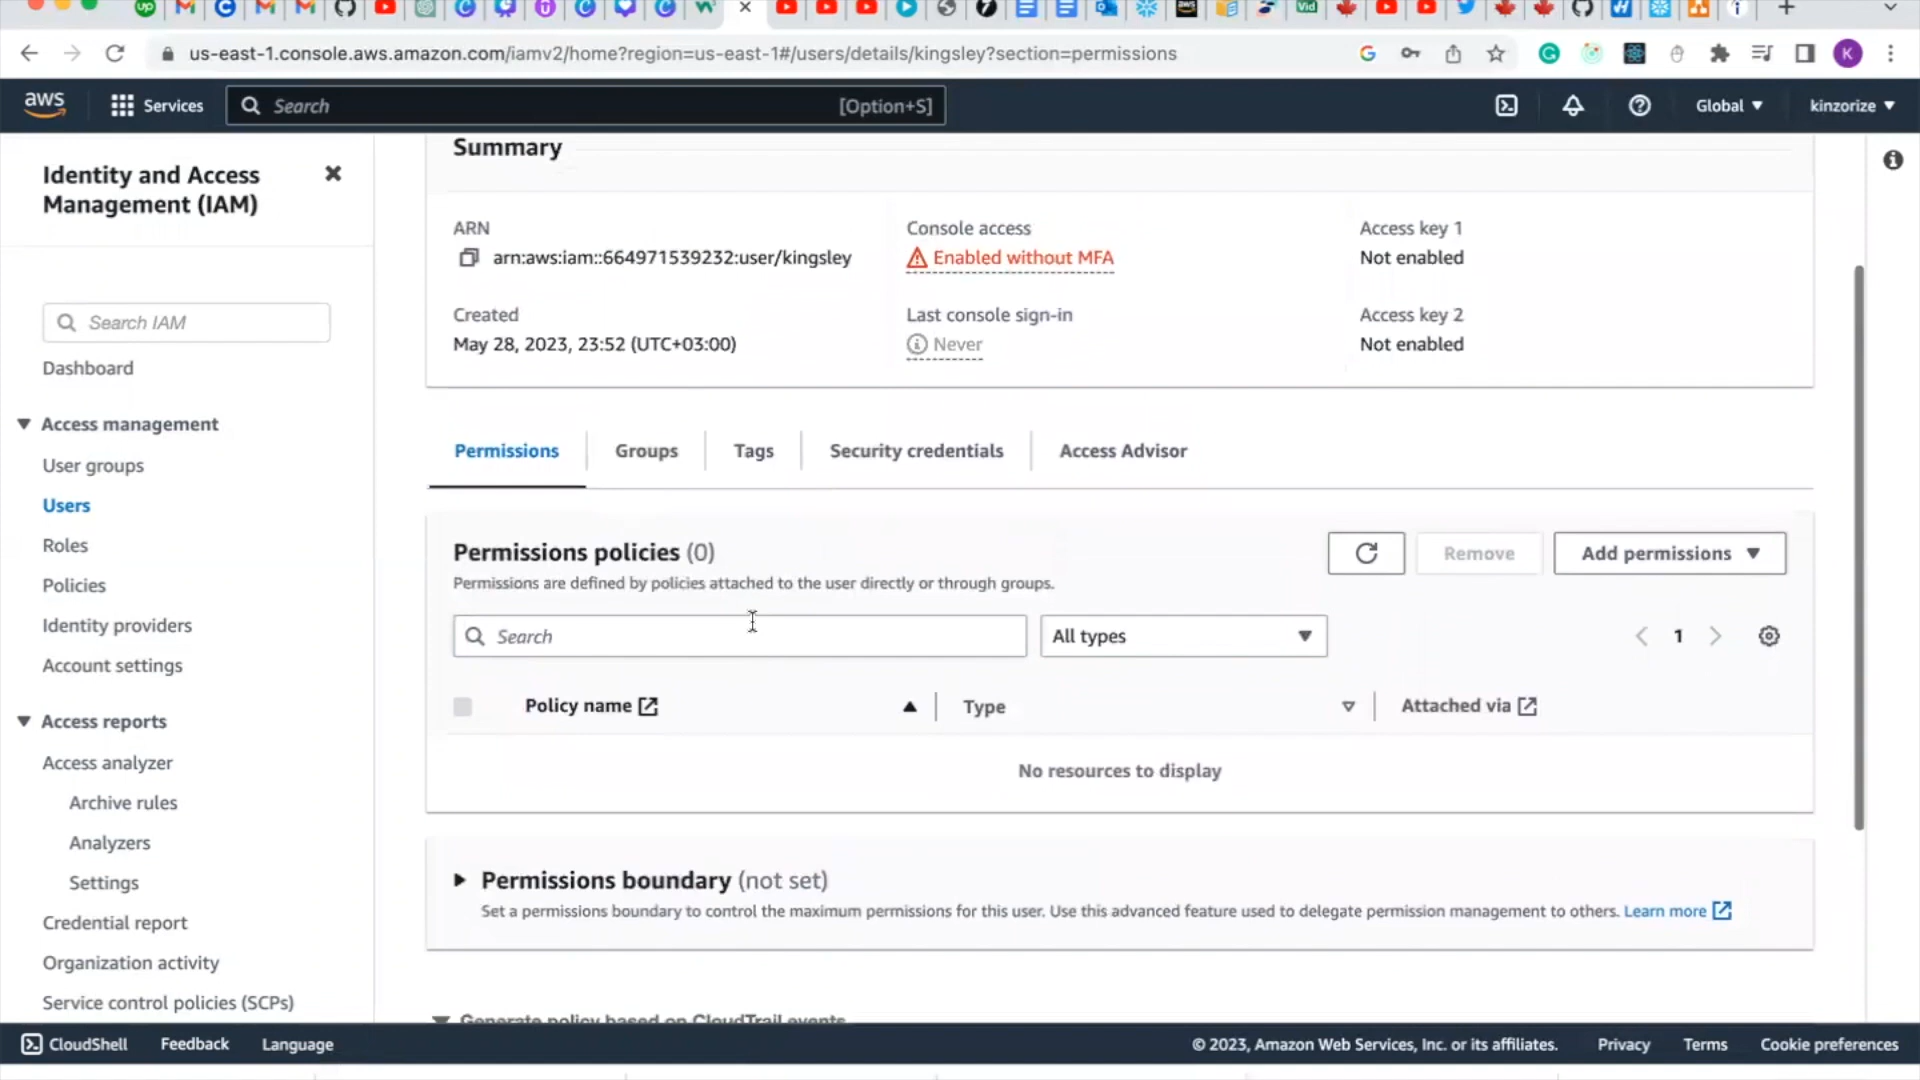 us-east-1.console.aws.amazon.com/iamv2/home?region=us-east-1#/users/details/kingsley?section=permissions
K
aws
Services
Search
[Option+S]
Global ▼
kinzorize ▼
Identity and Access
Management (IAM)
Search IAM
Dashboard
Access management
User groups
Users
Roles
Policies
Identity providers
Account settings
Access reports
Access analyzer
Archive rules
Analyzers
Settings
Credential report
Organization activity
Service control policies (SCPs)
Summary
ARN
arn:aws:iam::664971539232:user/kingsley
Console access
Enabled without MFA
Access key 1
Not enabled
Created
May 28, 2023, 23:52 (UTC+03:00)
Last console sign-in
Never
Access key 2
Not enabled
Permissions
Groups
Tags
Security credentials
Access Advisor
Permissions policies (0)
Permissions are defined by policies attached to the user directly or through groups.
Remove
Add permissions
Search
All types
1
Policy name
Type
Attached via
No resources to display
Permissions boundary (not set)
Set a permissions boundary to control the maximum permissions for this user. Use this advanced feature used to delegate permission management to others. Learn more
Generate policy based on CloudTrail events
CloudShell
Feedback
Language
© 2023, Amazon Web Services, Inc. or its affiliates.
Privacy
Terms
Cookie preferences